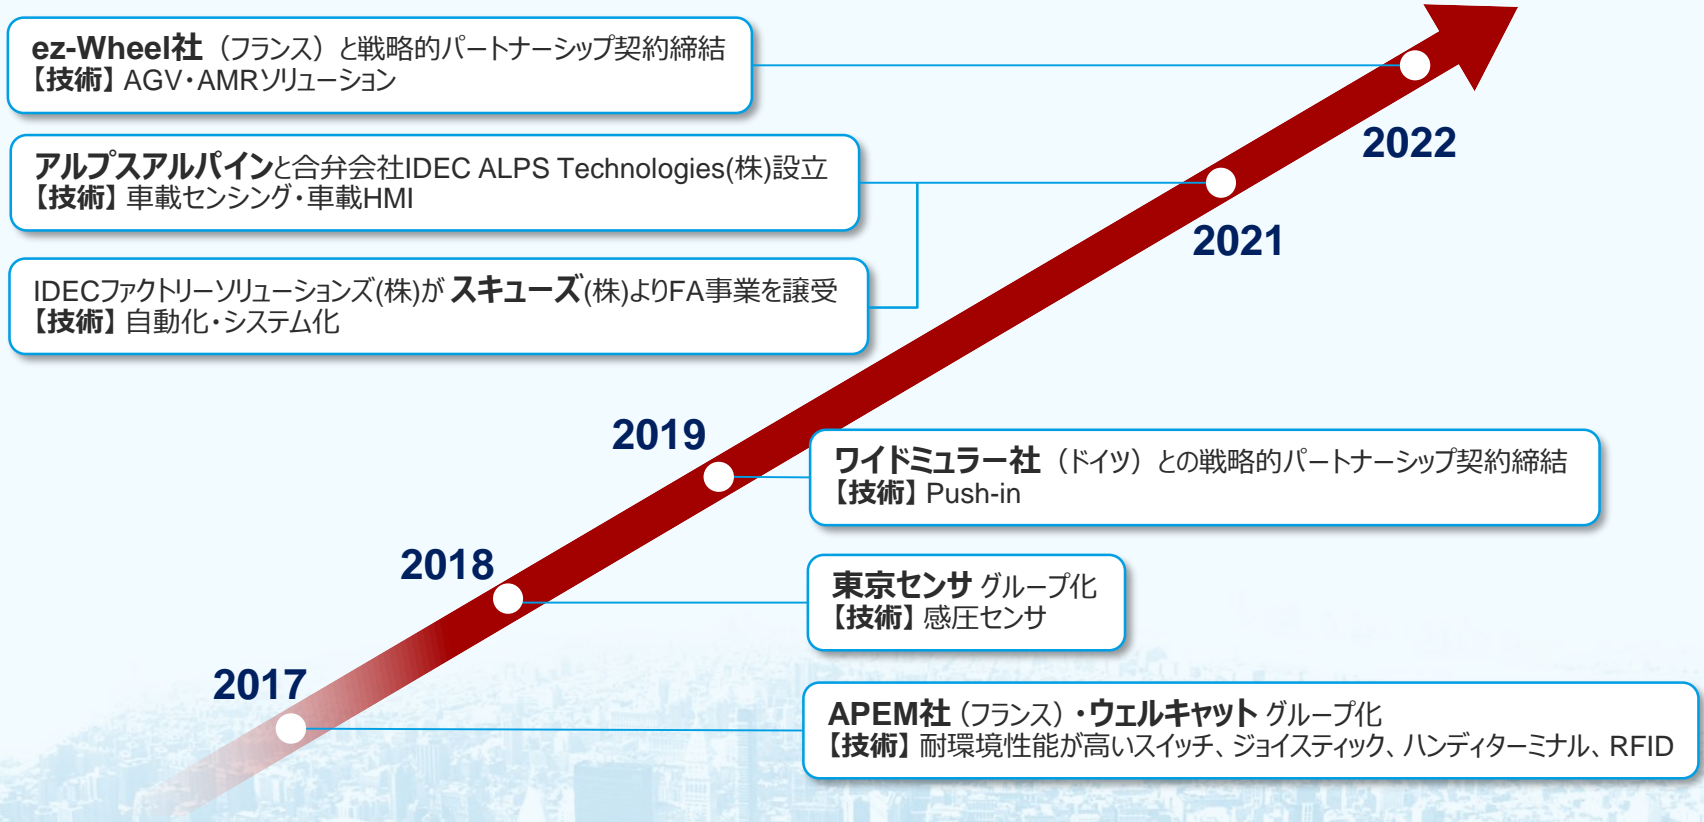 ez-Wheel社（フランス）と戦略的パートナーシップ契約締結
【技術】AGV・AMRソリューション
2022
アルプスアルパインと合弁会社IDEC ALPS Technologies(株)設立
【技術】車載センシング・車載HMI
2021
IDECファクトリーソリューションズ(株)が スキューズ(株)よりFA事業を譲受
【技術】自動化・システム化
2019
ワイドミュラー社（ドイツ）との戦略的パートナーシップ契約締結
【技術】Push-in
2018
東京センサ グループ化
【技術】感圧センサ
2017
APEM社（フランス）・ウェルキャット グループ化
【技術】耐環境性能が高いスイッチ、ジョイスティック、ハンディターミナル、RFID